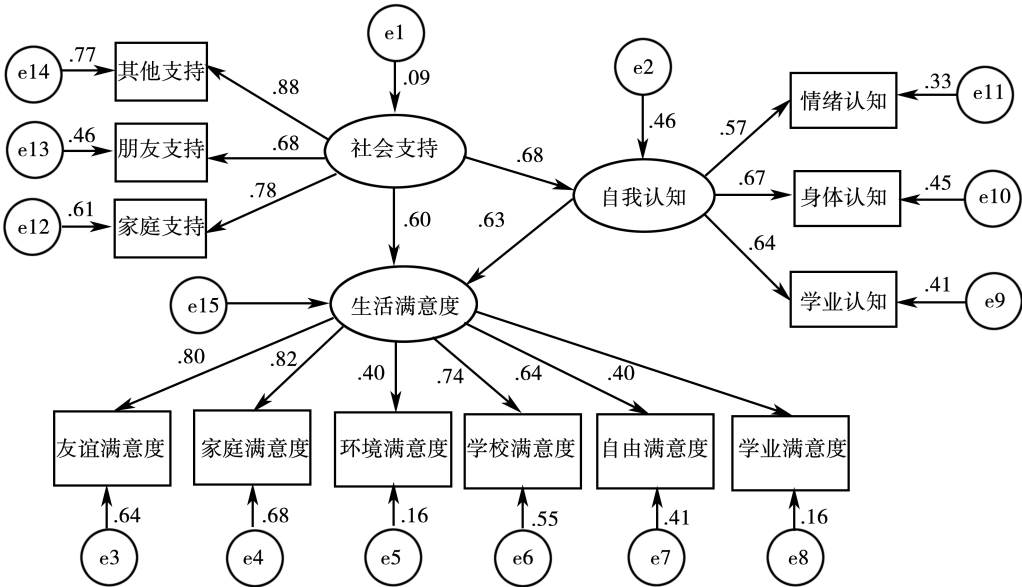 e1
.09
e14
.77
其他支持
.88
e2
.46
情绪认知
.33
e11
.57
e13
.46
朋友支持
.68
社会支持
.68
自我认知
.67
身体认知
.45
e10
e12
.61
家庭支持
.78
.60
.63
.64
学业认知
.41
e9
e15
生活满意度
.80
.82
.40
.74
.64
.40
友谊满意度
家庭满意度
环境满意度
学校满意度
自由满意度
学业满意度
.64
.68
.16
.55
.41
.16
e3
e4
e5
e6
e7
e8